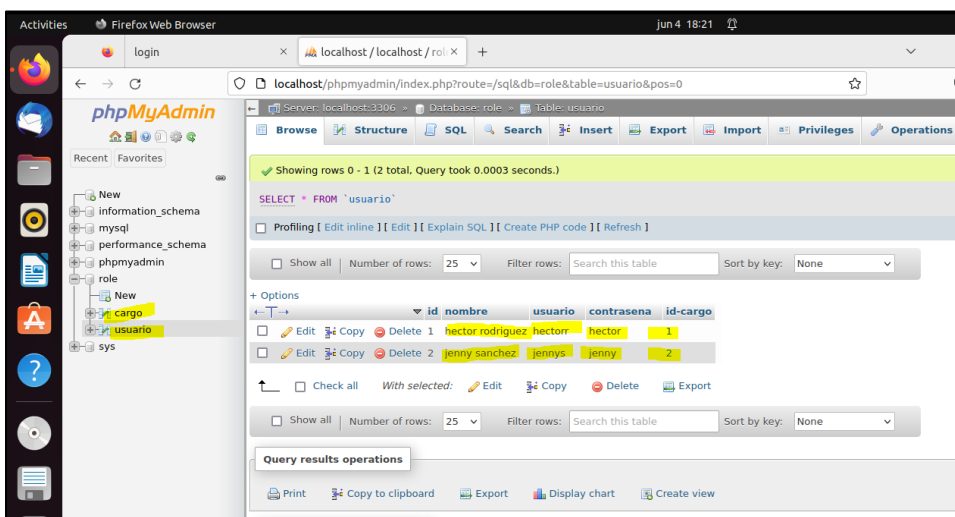 Activities Firefox Web Browser jun 4 18:21
login
localhost / localhost / rol
localhost/phpmyadmin/index.php?route=/sql&db=role&table=usuario&pos=0
phpMyAdmin
Recent Favorites
New
information_schema
mysql
performance_schema
phpmyadmin
role
New
cargo
usuario
sys
Server: localhost:3306 » Database: role » Table: usuario
Browse Structure SQL Search Insert Export Import Privileges Operations
Showing rows 0 - 1 (2 total, Query took 0.0003 seconds.)
SELECT * FROM `usuario`
Profiling [ Edit inline ] [ Edit ] [ Explain SQL ] [ Create PHP code ] [ Refresh ]
Show all | Number of rows: 25 Filter rows: Search this table Sort by key: None
+ Options
id nombre usuario contrasena id-cargo
Edit Copy Delete 1 hector rodriguez hectorr hector 1
Edit Copy Delete 2 jenny sanchez jennys jenny 2
Check all With selected: Edit Copy Delete Export
Show all | Number of rows: 25 Filter rows: Search this table Sort by key: None
Query results operations
Print Copy to clipboard Export Display chart Create view